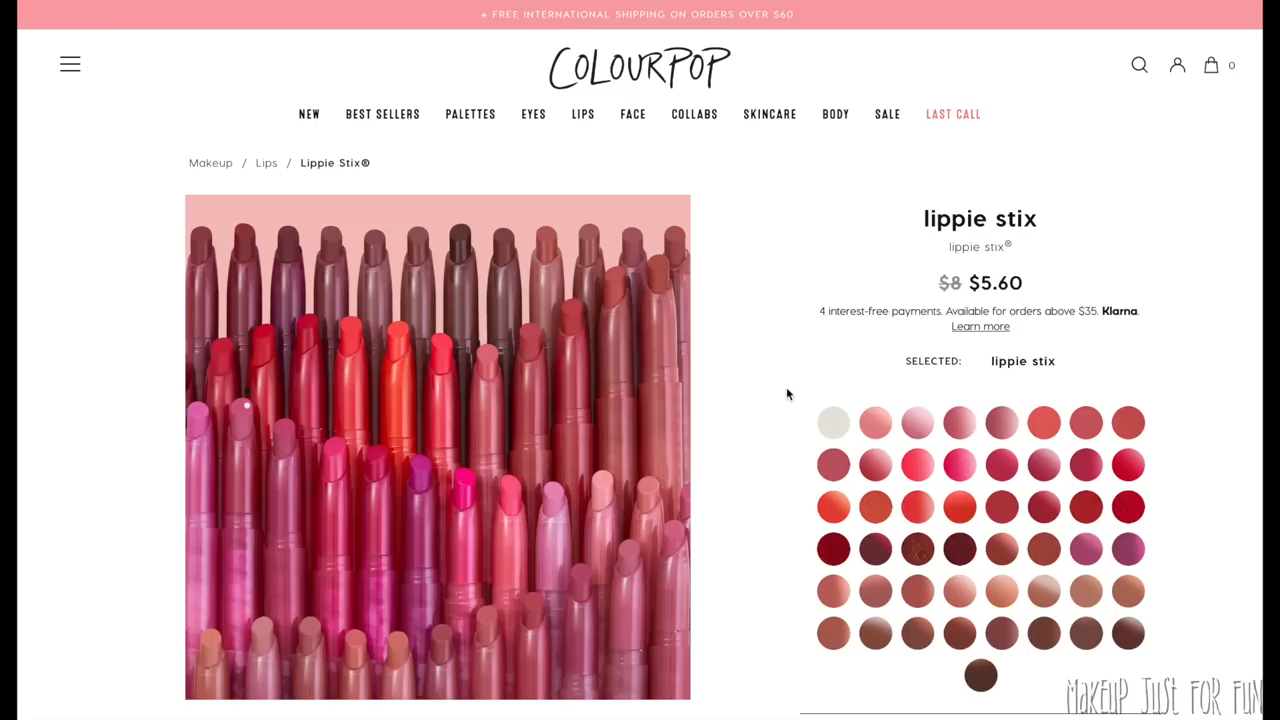 + FREE INTERNATIONAL SHIPPING ON ORDERS OVER $60
COLOURPOP
0
NEW BEST SELLERS PALETTES EYES LIPS FACE COLLABS SKINCARE BODY SALE LAST CALL
Makeup / Lips / Lippie Stix®
lippie stix
lippie stix®
$8 $5.60
4 interest-free payments. Available for orders above $35. Klarna.
Learn more
SELECTED: lippie stix
MAKEUP JUST FOR FUN